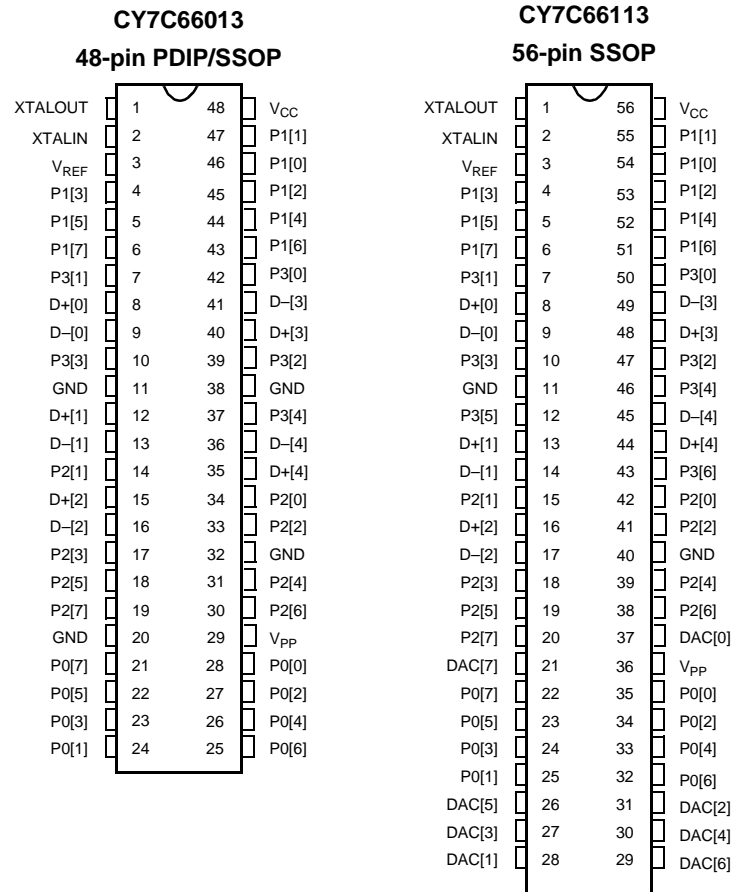 CY7C66013
48-pin PDIP/SSOP
XTALOUT 1 48 VCC
XTALIN 2 47 P1[1]
VREF 3 46 P1[0]
P1[3] 4 45 P1[2]
P1[5] 5 44 P1[4]
P1[7] 6 43 P1[6]
P3[1] 7 42 P3[0]
D+[0] 8 41 D–[3]
D–[0] 9 40 D+[3]
P3[3] 10 39 P3[2]
GND 11 38 GND
D+[1] 12 37 P3[4]
D–[1] 13 36 D–[4]
P2[1] 14 35 D+[4]
D+[2] 15 34 P2[0]
D–[2] 16 33 P2[2]
P2[3] 17 32 GND
P2[5] 18 31 P2[4]
P2[7] 19 30 P2[6]
GND 20 29 VPP
P0[7] 21 28 P0[0]
P0[5] 22 27 P0[2]
P0[3] 23 26 P0[4]
P0[1] 24 25 P0[6]
CY7C66113
56-pin SSOP
XTALOUT 1 56 VCC
XTALIN 2 55 P1[1]
VREF 3 54 P1[0]
P1[3] 4 53 P1[2]
P1[5] 5 52 P1[4]
P1[7] 6 51 P1[6]
P3[1] 7 50 P3[0]
D+[0] 8 49 D–[3]
D–[0] 9 48 D+[3]
P3[3] 10 47 P3[2]
GND 11 46 P3[4]
P3[5] 12 45 D–[4]
D+[1] 13 44 D+[4]
D–[1] 14 43 P3[6]
P2[1] 15 42 P2[0]
D+[2] 16 41 P2[2]
D–[2] 17 40 GND
P2[3] 18 39 P2[4]
P2[5] 19 38 P2[6]
P2[7] 20 37 DAC[0]
DAC[7] 21 36 VPP
P0[7] 22 35 P0[0]
P0[5] 23 34 P0[2]
P0[3] 24 33 P0[4]
P0[1] 25 32 P0[6]
DAC[5] 26 31 DAC[2]
DAC[3] 27 30 DAC[4]
DAC[1] 28 29 DAC[6]